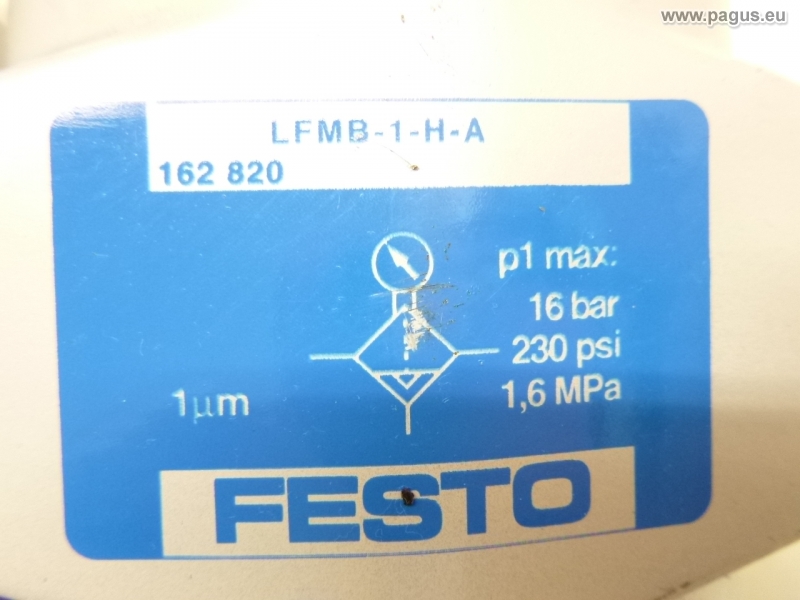 www.pagus.eu
LFMB-1-H-A
162 820
p1 max:
16 bar
230 psi
1,6 MPa
1µm
FESTO